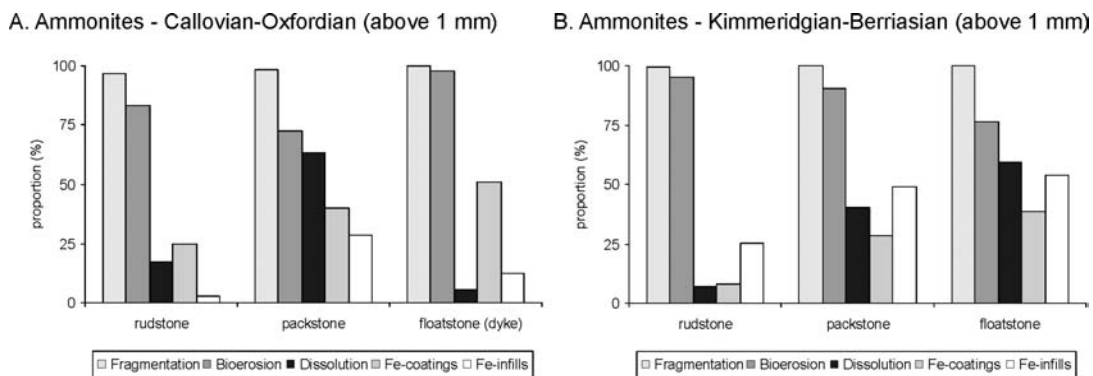 A. Ammonites - Callovian-Oxfordian (above 1 mm)
100
75
50
25
0
proportion (%)
rudstone packstone floatstone (dyke)
Fragmentation Bioerosion Dissolution Fe-coatings Fe-infills
B. Ammonites - Kimmeridgian-Berriasian (above 1 mm)
100
75
50
25
0
proportion (%)
rudstone packstone floatstone
Fragmentation Bioerosion Dissolution Fe-coatings Fe-infills